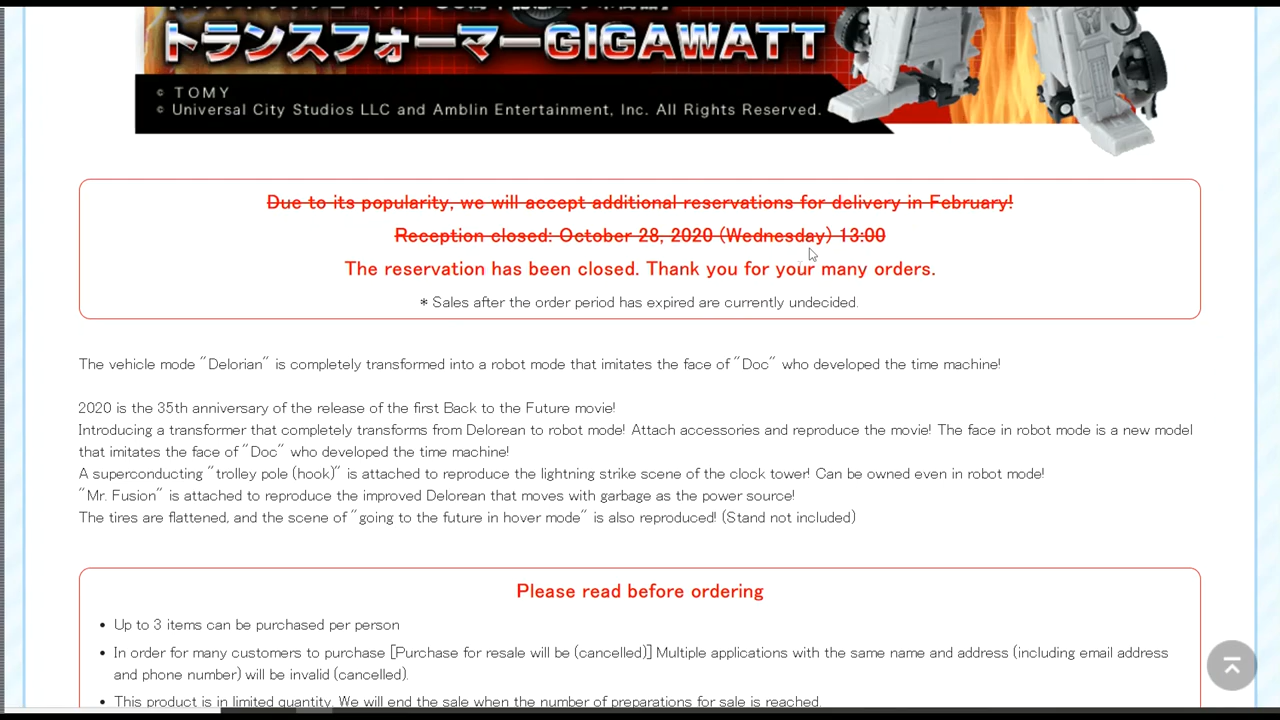 トランスフォーマーGIGAWATT
© TOMY
© Universal City Studios LLC and Amblin Entertainment, Inc. All Rights Reserved.
Due to its popularity, we will accept additional reservations for delivery in February!
Reception closed: October 28, 2020 (Wednesday) 13:00
The reservation has been closed. Thank you for your many orders.
* Sales after the order period has expired are currently undecided.
The vehicle mode "Delorian" is completely transformed into a robot mode that imitates the face of "Doc" who developed the time machine!
2020 is the 35th anniversary of the release of the first Back to the Future movie!
Introducing a transformer that completely transforms from Delorean to robot mode! Attach accessories and reproduce the movie! The face in robot mode is a new model
that imitates the face of "Doc" who developed the time machine!
A superconducting "trolley pole (hook)" is attached to reproduce the lightning strike scene of the clock tower! Can be owned even in robot mode!
"Mr. Fusion" is attached to reproduce the improved Delorean that moves with garbage as the power source!
The tires are flattened, and the scene of "going to the future in hover mode" is also reproduced! (Stand not included)
Please read before ordering
• Up to 3 items can be purchased per person
• In order for many customers to purchase [Purchase for resale will be (cancelled)] Multiple applications with the same name and address (including email address
and phone number) will be invalid (cancelled).
• This product is in limited quantity. We will end the sale when the number of preparations for sale is reached.